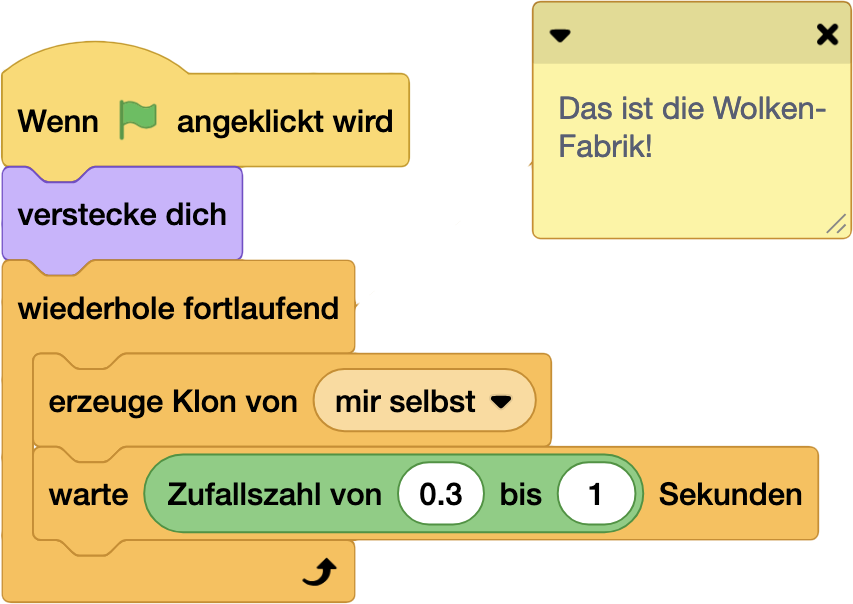 Wenn angeklickt wird
verstecke dich
wiederhole fortlaufend
erzeuge Klon von mir selbst
warte Zufallszahl von 0.3 bis 1 Sekunden
Das ist die Wolken-
Fabrik!